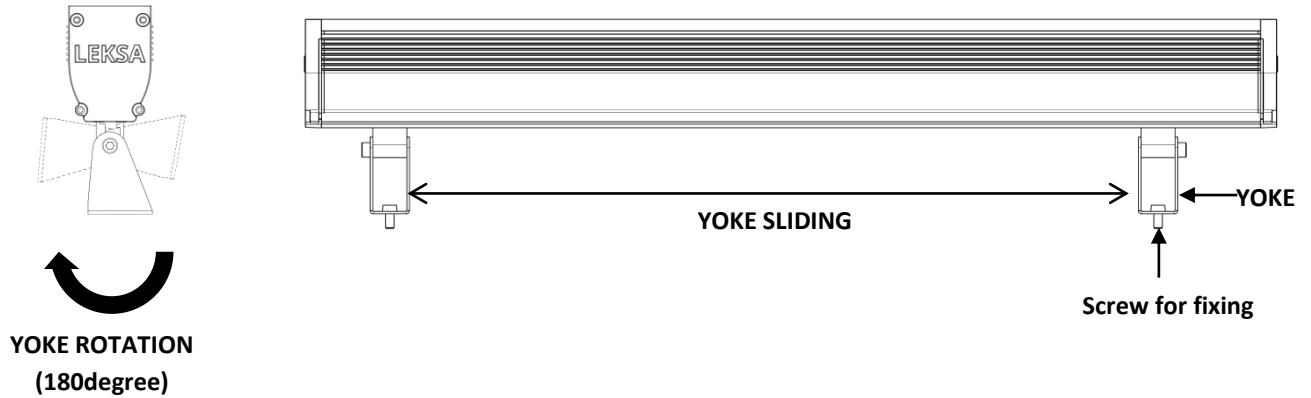 LEKSA
YOKE SLIDING
YOKE
Screw for fixing
YOKE ROTATION
(180degree)